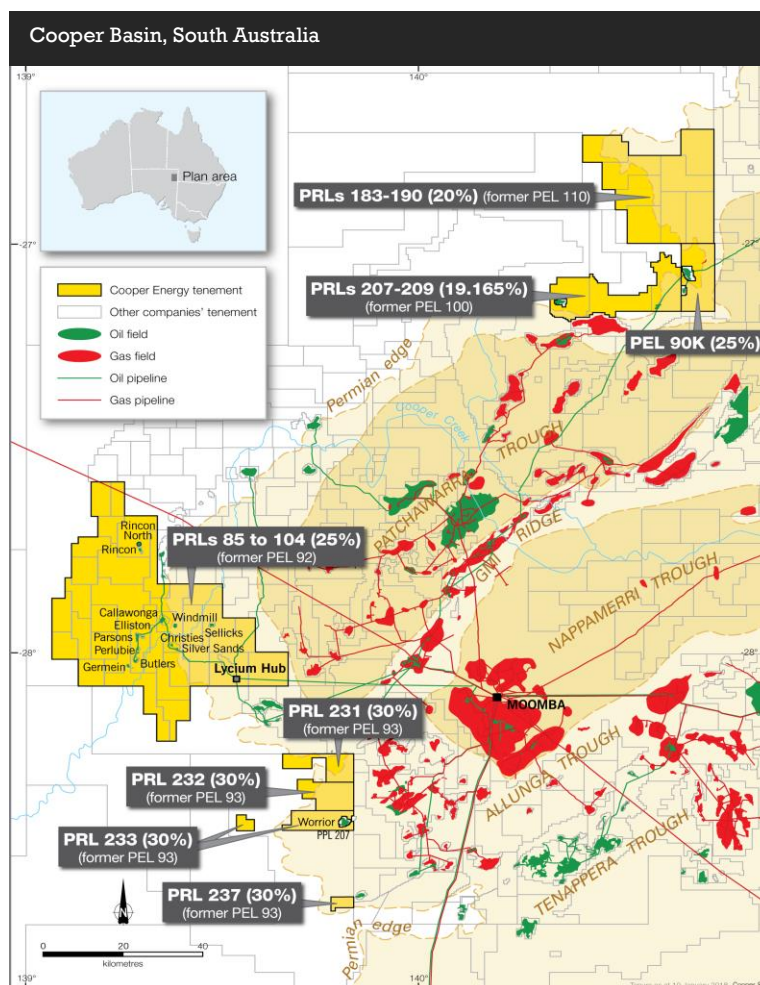 Cooper Basin, South Australia
139°
140°
Plan area
PRLs 183-190 (20%) (former PEL 110)
-27°
-27°
Cooper Energy tenement
Other companies' tenement
Oil field
Gas field
Oil pipeline
Gas pipeline
PRLs 207-209 (19.165%)
(former PEL 100)
PEL 90K (25%)
Permian edge
Cooper Creek
PATCHAWARRA TROUGH
GMI RIDGE
NAPPAMERRI TROUGH
Rincon
North
Rincon
PRLs 85 to 104 (25%)
(former PEL 92)
Callawonga
Elliston
Windmill
Parsons
Christies
Sellicks
Perlubie
Silver Sands
Germein
Butlers
Lycium Hub
-28°
-28°
MOOMBA
PRL 231 (30%)
(former PEL 93)
ALLUNGA TROUGH
PRL 232 (30%)
(former PEL 93)
Worrior
PPL 207
PRL 233 (30%)
(former PEL 93)
TENAPPERA TROUGH
PRL 237 (30%)
(former PEL 93)
Permian edge
N
0 20 40
kilometres
139°
140°